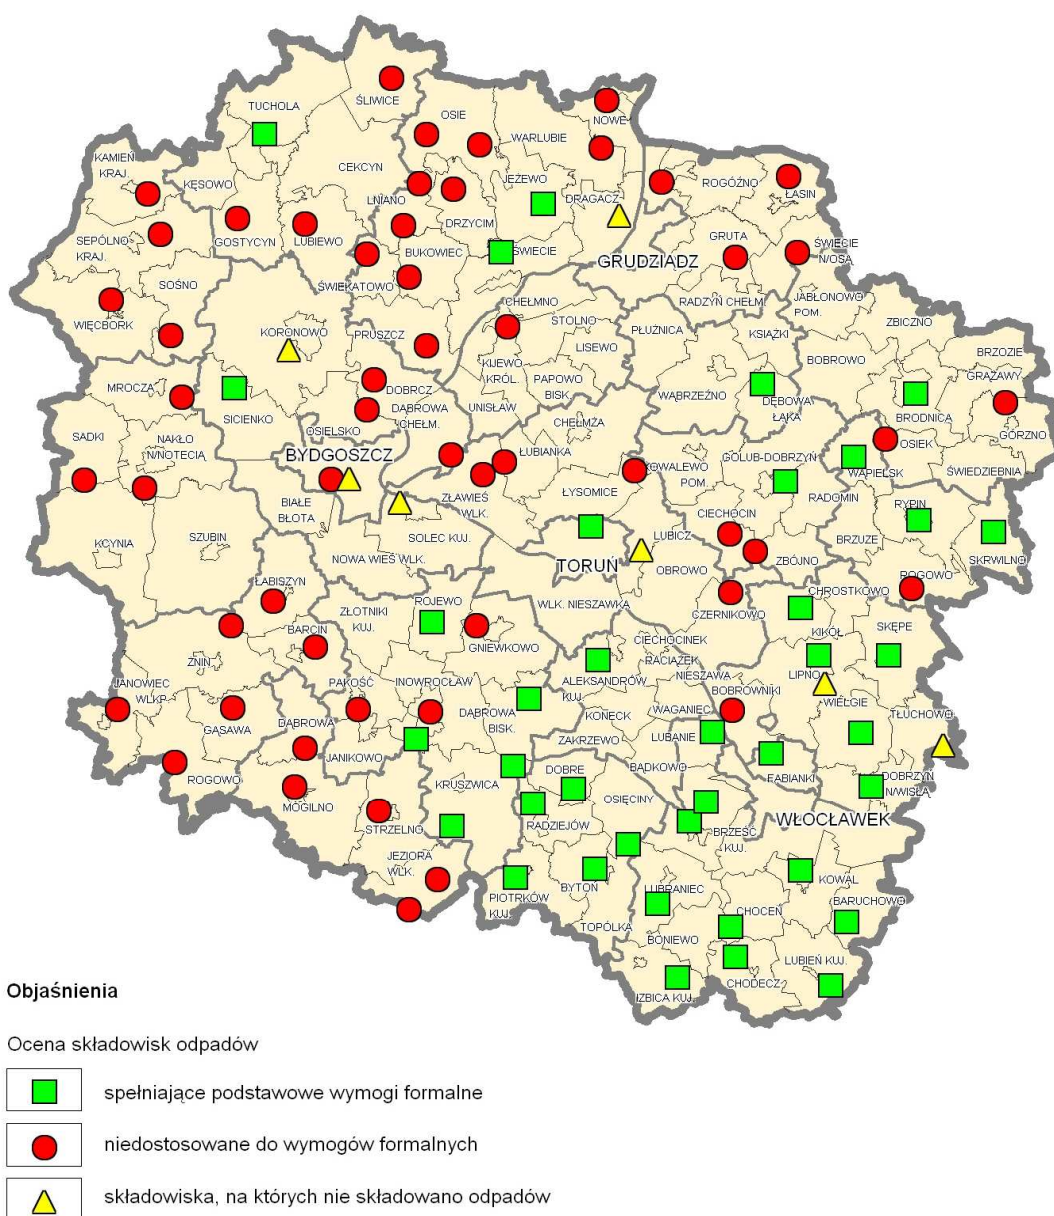 TUCHOLA
ŚLIWICE
OSIE
NOWE
WARLUBIE
KAMIEŃ
KRAJ.
KĘSOWO
CEKCYN
JEŻEWO
ROGÓŹNO
ŁASIN
LNIANO
DRAGACZ
DRZYCIM
SĘPÓLNO
KRAJ.
GOSTYCYN
LUBIEWO
BUKOWIEC
ŚWIECIE
GRUTA
ŚWIECIE
N/OSĄ
GRUDZIĄDZ
SOŚNO
ŚWIEKATOWO
RADZYŃ CHEŁM.
JABŁONOWO
POM.
CHEŁMNO
WIĘCBORK
STOLNO
PŁUŻNICA
KSIĄŻKI
ZBICZNO
KORONOWO
PRUSZCZ
LISEWO
BOBROWO
BRZOZIE
KIJEWO
KRÓL.
PAPOWO
BISK.
GRĄŻAWY
MROCZA
DOBRCZ
WĄBRZEŹNO
DĘBOWA
ŁĄKA
SICIENKO
DĄBROWA
CHEŁM.
UNISŁAW
BRODNICA
CHEŁMŻA
OSIELSKO
GÓRZNO
SADKI
NAKŁO
N/NOTECIĄ
OSIEK
BYDGOSZCZ
ŁUBIANKA
GOLUB-DOBRZYŃ
KOWALEWO
POM.
WĄPIELSK
ŚWIEDZIEBNIA
BIAŁE
BŁOTA
ZŁAWIEŚ
WLK.
ŁYSOMICE
RADOMIN
RYPIN
CIECHOCIN
KCYNIA
SZUBIN
SOLEC KUJ.
LUBICZ
BRZUZE
NOWA WIEŚ WLK.
TORUŃ
OBROWO
ZBÓJNO
SKRWILNO
ŁABISZYN
ROGOWO
ZŁOTNIKI
KUJ.
ROJEWO
WLK. NIESZAWKA
CZERNIKOWO
CHROSTKOWO
BARCIN
GNIEWKOWO
KIKÓŁ
SKĘPE
CIECHOCINEK
RACIĄŻEK
ŻNIN
NIESZAWA
LIPNO
JANOWIEC
WLKP.
PAKOŚĆ
INOWROCŁAW
ALEKSANDRÓW
KUJ.
BOBROWNIKI
WIELGIE
DĄBROWA
BISK.
KONECK
WAGANIEC
TŁUCHOWO
GĄSAWA
DĄBROWA
ZAKRZEWO
LUBANIE
JANIKOWO
DOBRE
BĄDKOWO
FABIANKI
DOBRZYŃ
N/WISŁĄ
ROGOWO
KRUSZWICA
OSIĘCINY
MOGILNO
RADZIEJÓW
WŁOCŁAWEK
STRZELNO
BRZEŚĆ
KUJ.
JEZIORA
WLK.
KOWAL
BYTOŃ
LUBRANIEC
PIOTRKÓW
KUJ.
BARUCHOWO
CHOCEŃ
TOPÓLKA
BONIEWO
LUBIEŃ KUJ.
CHODECZ
IZBICA KUJ.
Objaśnienia
Ocena składowisk odpadów
spełniające podstawowe wymogi formalne
niedostosowane do wymogów formalnych
składowiska, na których nie składowano odpadów